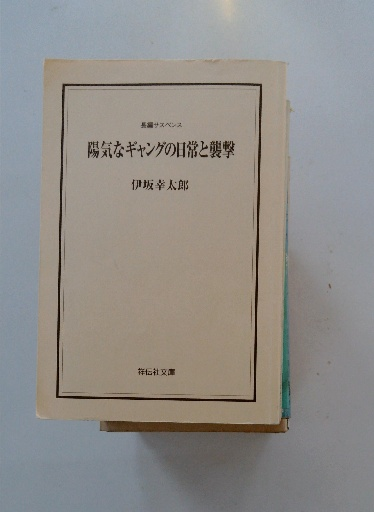 長編サスペンス
陽気なギャングの日常と襲撃
伊坂幸太郎
祥伝社文庫